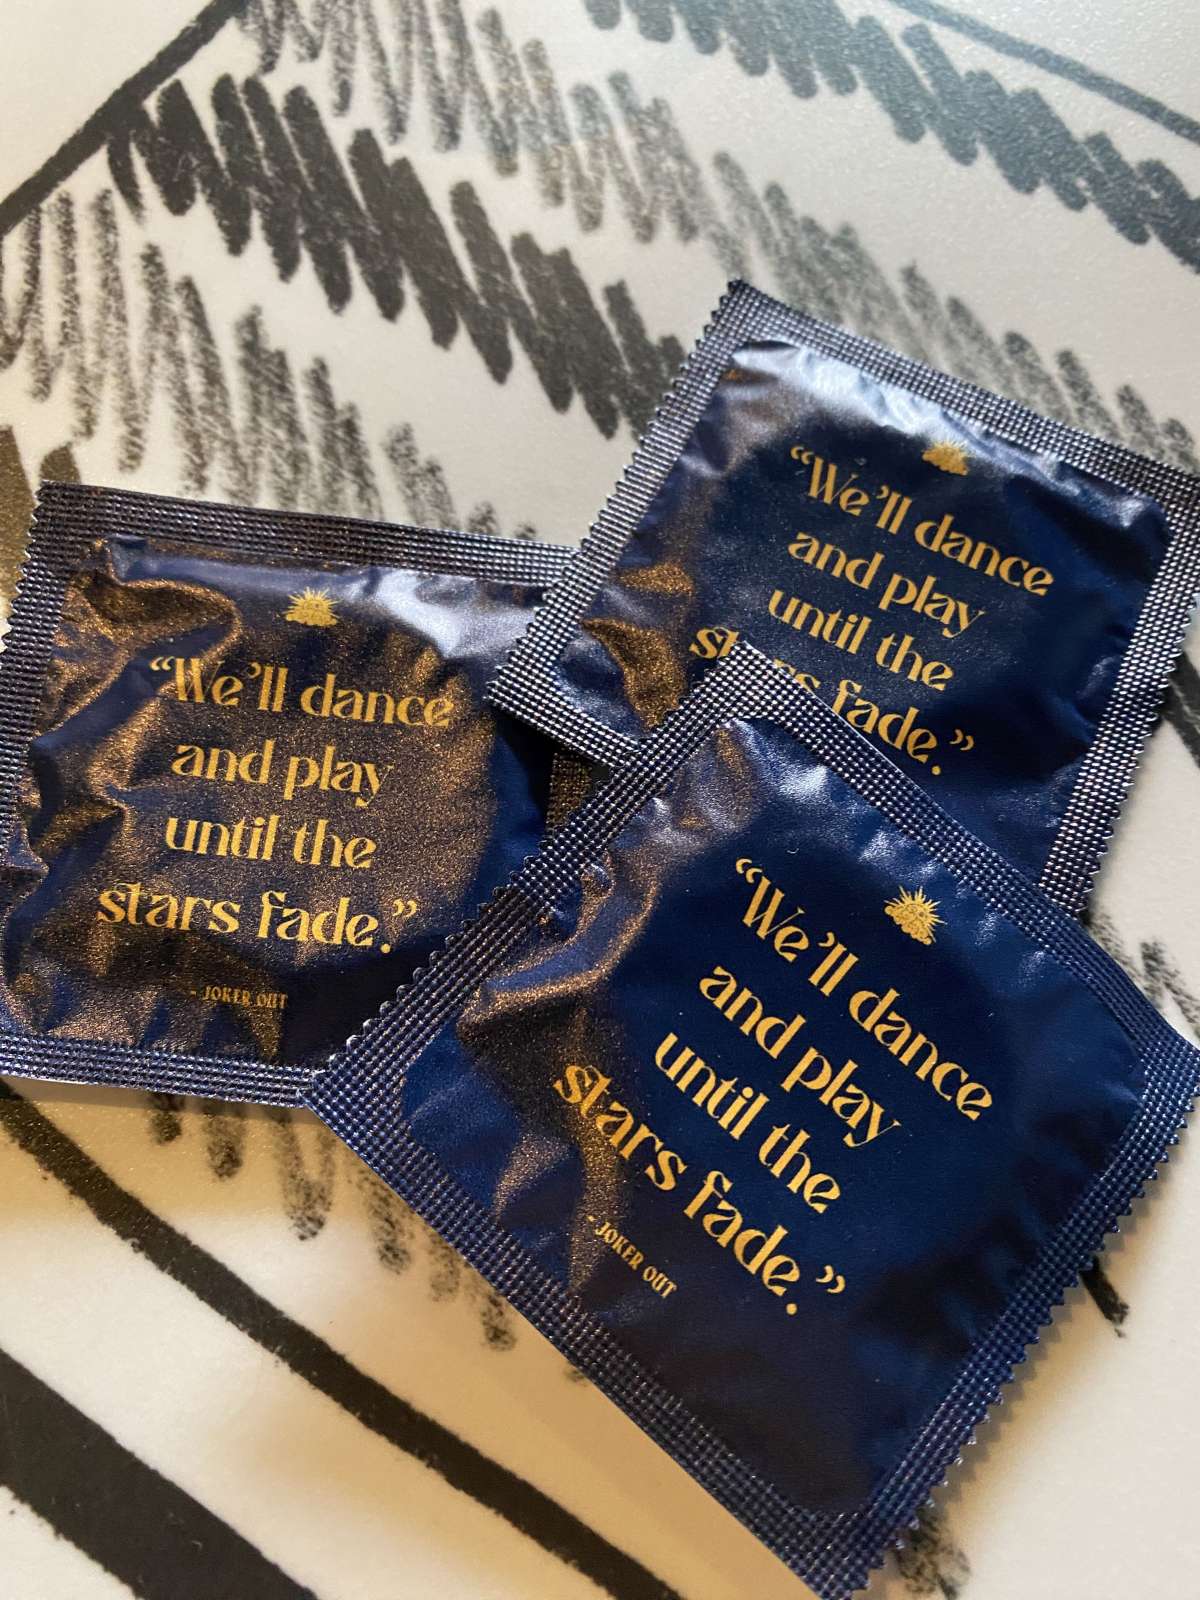 “We’ll dance
and play
until the
stars fade.”
- JOKER OUT
“We’ll dance
and play
until the
stars fade.”
“We’ll dance
and play
until the
stars fade.”
- JOKER OUT